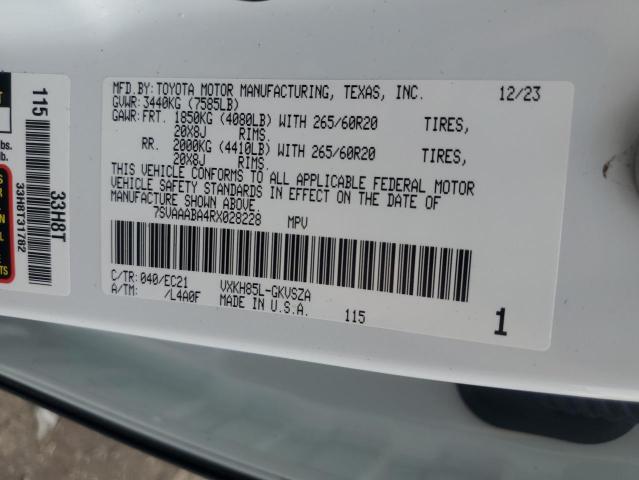 MFD.BY:TOYOTA MOTOR MANUFACTURING, TEXAS, INC. 12/23
GVWR: 3440KG (7585LB)
GAWR:FRT. 1850KG (4080LB) WITH 265/60R20 TIRES,
20X8J RIMS.
RR. 2000KG (4410LB) WITH 265/60R20 TIRES,
20X8J RIMS.
THIS VEHICLE CONFORMS TO ALL APPLICABLE FEDERAL MOTOR
VEHICLE SAFETY STANDARDS IN EFFECT ON THE DATE OF
MANUFACTURE SHOWN ABOVE
7SVAAABA4RX028228 MPV
C/TR: 040/EC21 VXKH85L-GKVSZA
A/TM: /L4A0F MADE IN U.S.A. 115 1
115
33H8T
33H8T31782
T
bs.
lb.